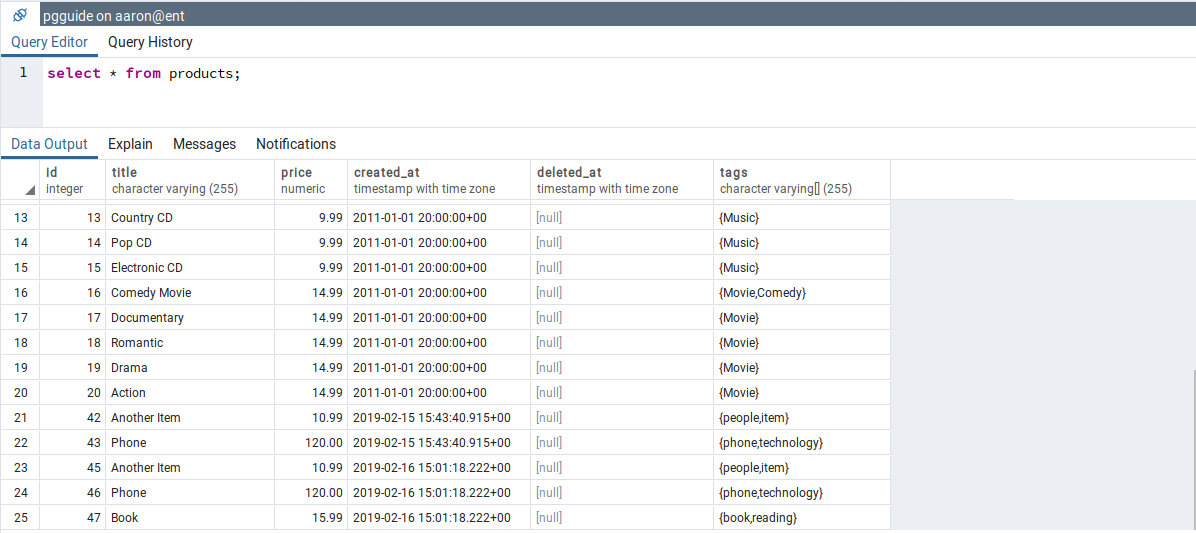 pgguide on aaron@ent
Query Editor Query History
1 select * from products;
Data Output Explain Messages Notifications
id title price created_at deleted_at tags
integer character varying (255) numeric timestamp with time zone timestamp with time zone character varying[] (255)
13 13 Country CD 9.99 2011-01-01 20:00:00+00 [null] {Music}
14 14 Pop CD 9.99 2011-01-01 20:00:00+00 [null] {Music}
15 15 Electronic CD 9.99 2011-01-01 20:00:00+00 [null] {Music}
16 16 Comedy Movie 14.99 2011-01-01 20:00:00+00 [null] {Movie,Comedy}
17 17 Documentary 14.99 2011-01-01 20:00:00+00 [null] {Movie}
18 18 Romantic 14.99 2011-01-01 20:00:00+00 [null] {Movie}
19 19 Drama 14.99 2011-01-01 20:00:00+00 [null] {Movie}
20 20 Action 14.99 2011-01-01 20:00:00+00 [null] {Movie}
21 42 Another Item 10.99 2019-02-15 15:43:40.915+00 [null] {people,item}
22 43 Phone 120.00 2019-02-15 15:43:40.915+00 [null] {phone,technology}
23 45 Another Item 10.99 2019-02-16 15:01:18.222+00 [null] {people,item}
24 46 Phone 120.00 2019-02-16 15:01:18.222+00 [null] {phone,technology}
25 47 Book 15.99 2019-02-16 15:01:18.222+00 [null] {book,reading}